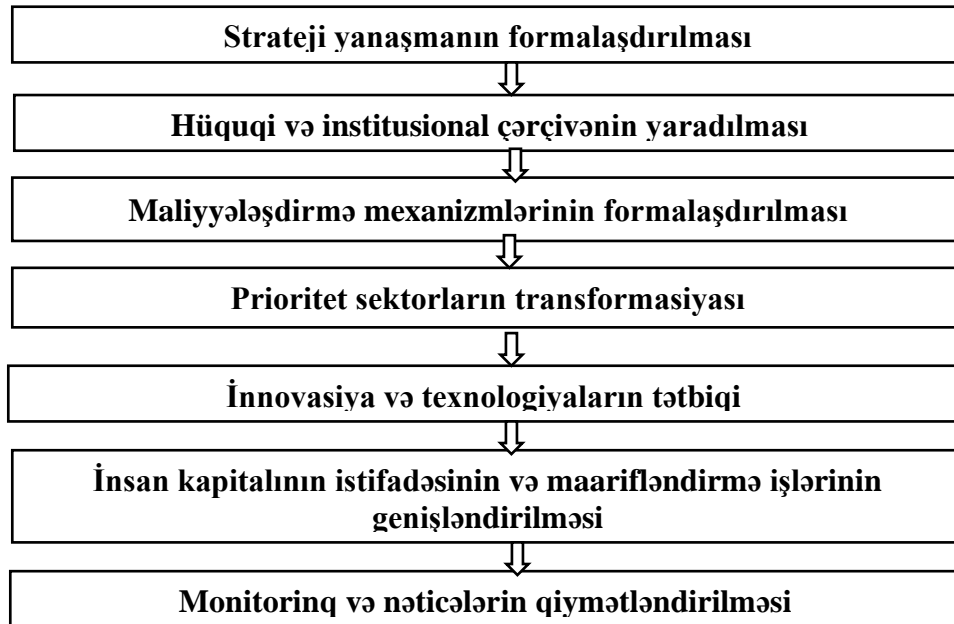 Strateji yanaşmanın formalaşdırılması
Hüquqi və institusional çərçivənin yaradılması
Maliyyələşdirmə mexanizmlərinin formalaşdırılması
Prioritet sektorların transformasiyası
İnnovasiya və texnologiyaların tətbiqi
İnsan kapitalının istifadəsinin və maarifləndirmə işlərinin
genişləndirilməsi
Monitorinq və nəticələrin qiymətləndirilməsi